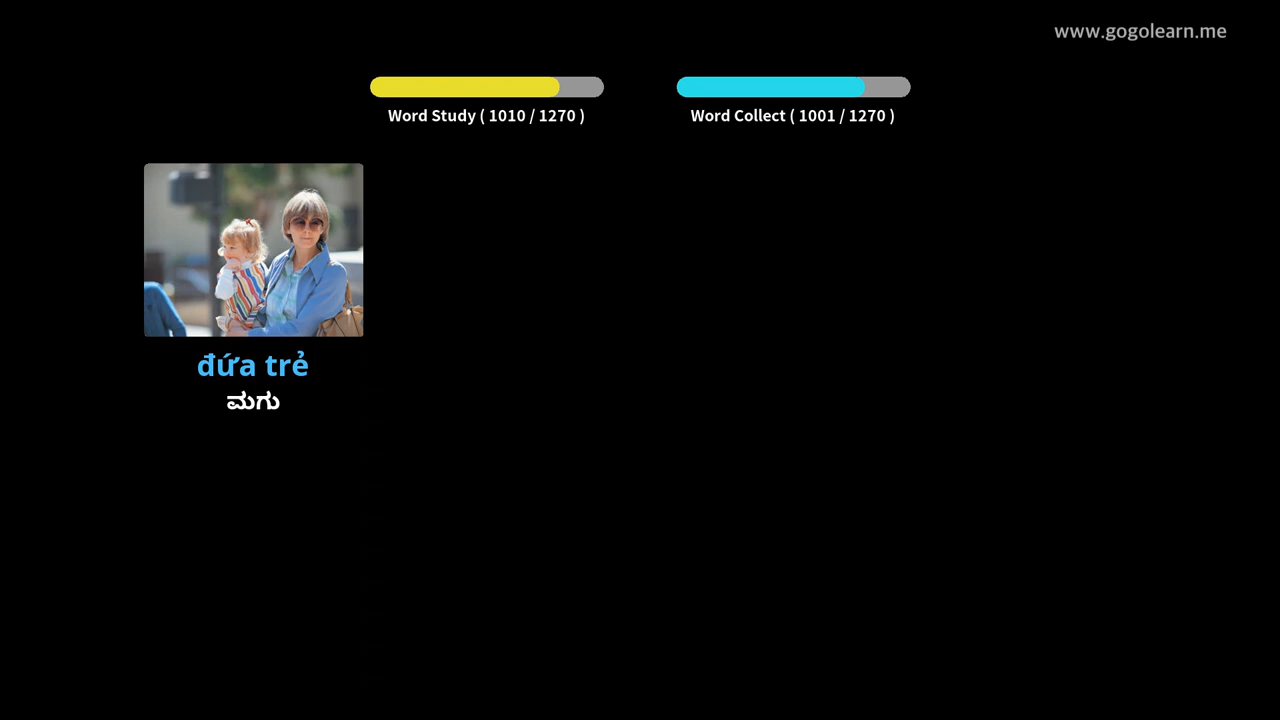 www.gogolearn.me
Word Study ( 1010 / 1270 )
Word Collect ( 1001 / 1270 )
đứa trẻ
ಮಗು